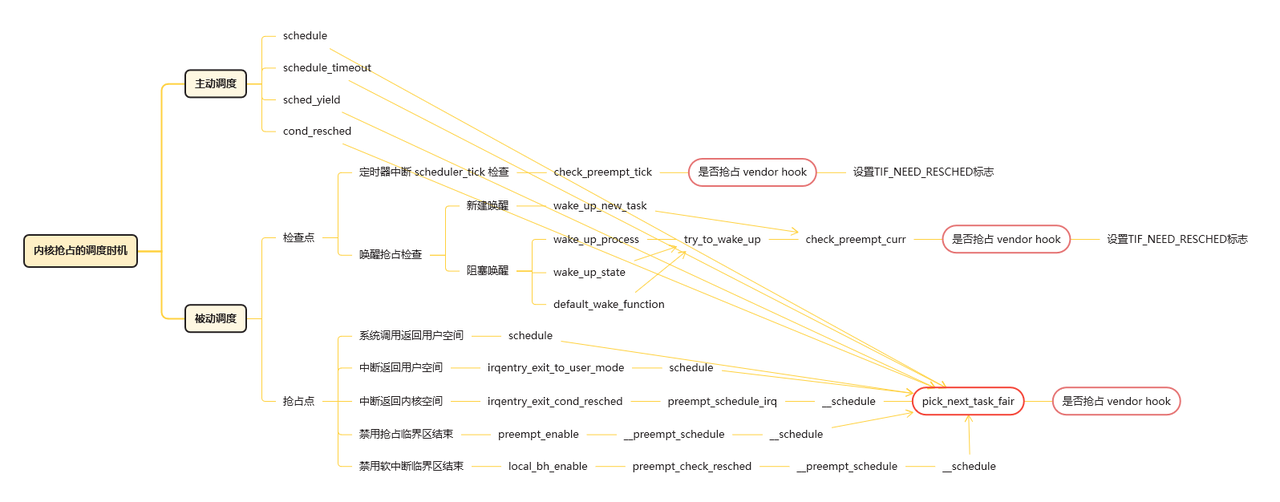 内核抢占的调度时机
主动调度
schedule
schedule_timeout
sched_yield
cond_resched
被动调度
检查点
定时器中断 scheduler_tick 检查
check_preempt_tick
是否抢占 vendor hook
设置TIF_NEED_RESCHED标志
唤醒抢占检查
新建唤醒
wake_up_new_task
阻塞唤醒
wake_up_process
try_to_wake_up
check_preempt_curr
是否抢占 vendor hook
设置TIF_NEED_RESCHED标志
wake_up_state
default_wake_function
抢占点
系统调用返回用户空间
schedule
中断返回用户空间
irqentry_exit_to_user_mode
schedule
中断返回内核空间
irqentry_exit_cond_resched
preempt_schedule_irq
__schedule
pick_next_task_fair
是否抢占 vendor hook
禁用抢占临界区结束
preempt_enable
__preempt_schedule
__schedule
禁用软中断临界区结束
local_bh_enable
preempt_check_resched
__preempt_schedule
__schedule